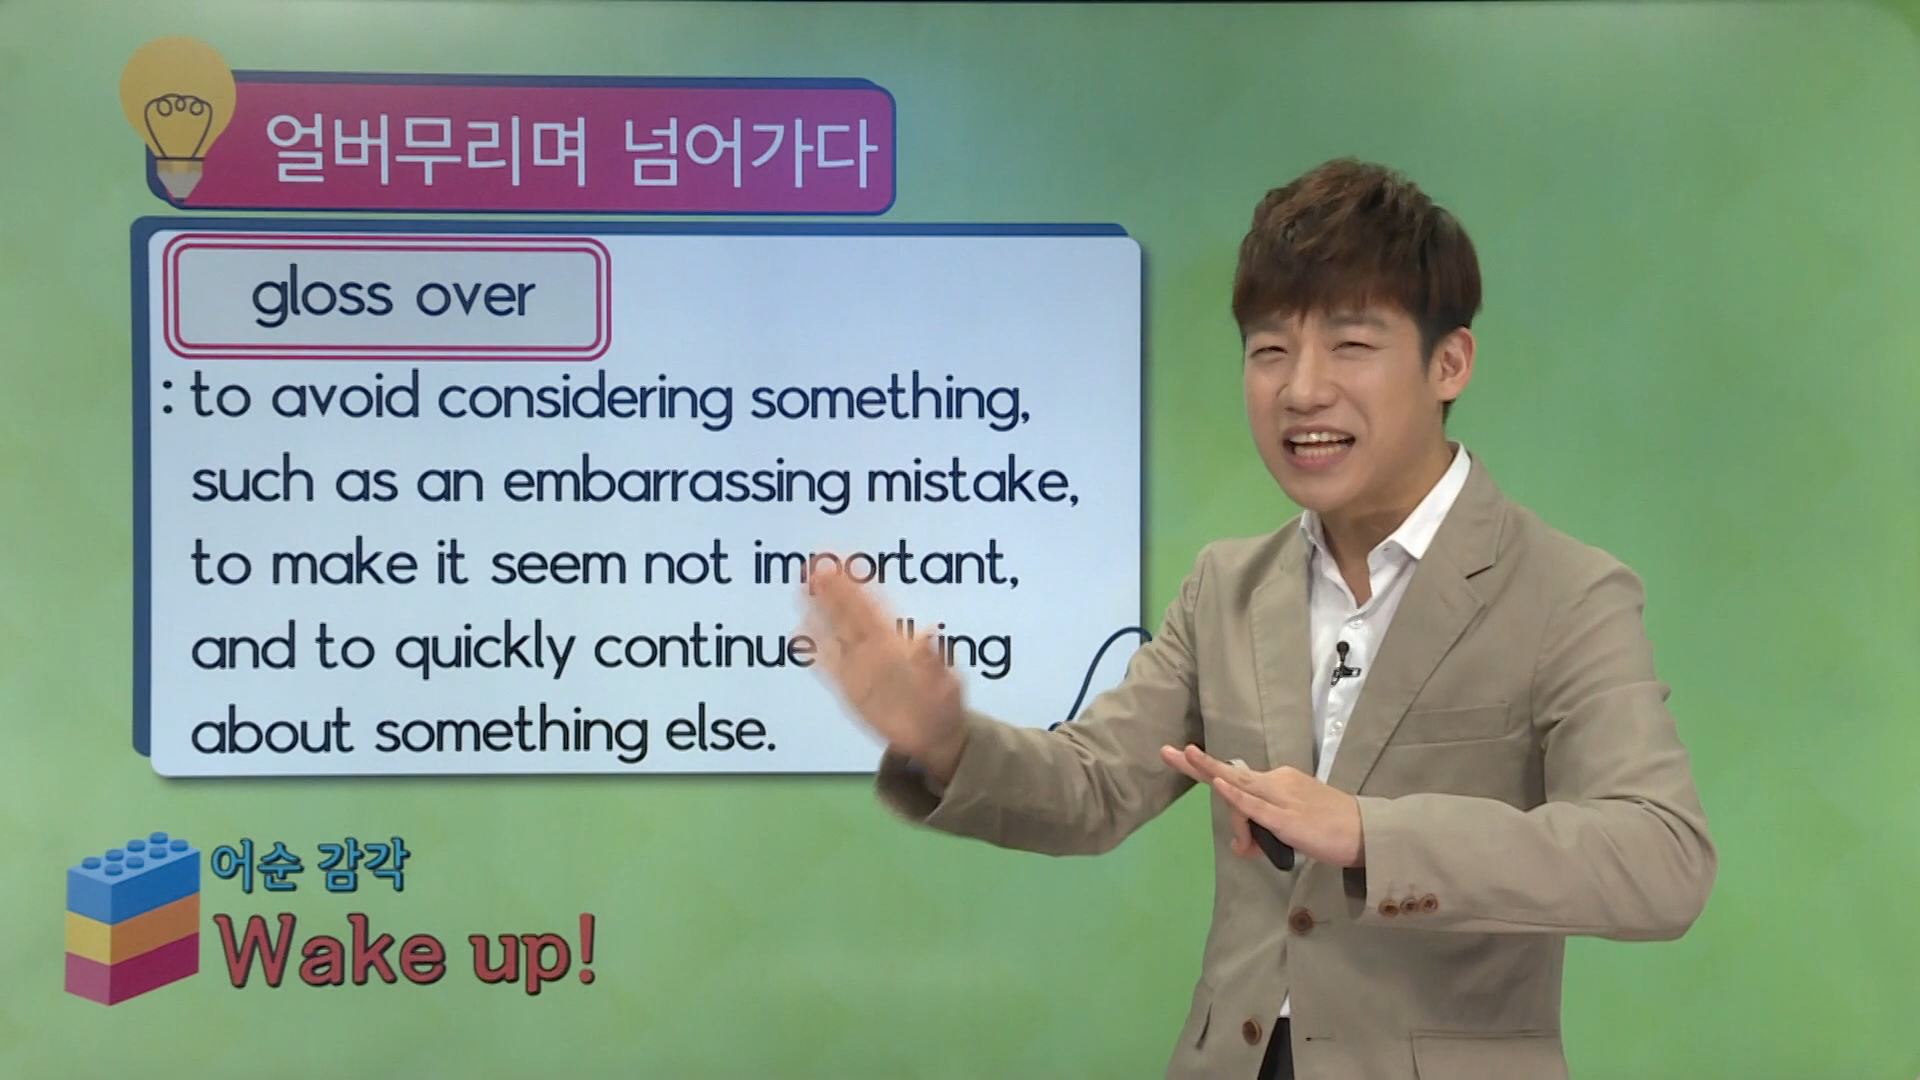 얼버무리며 넘어가다
gloss over
: to avoid considering something,
such as an embarrassing mistake,
to make it seem not important,
and to quickly continue
about something else.
어순 감각
Wake up!